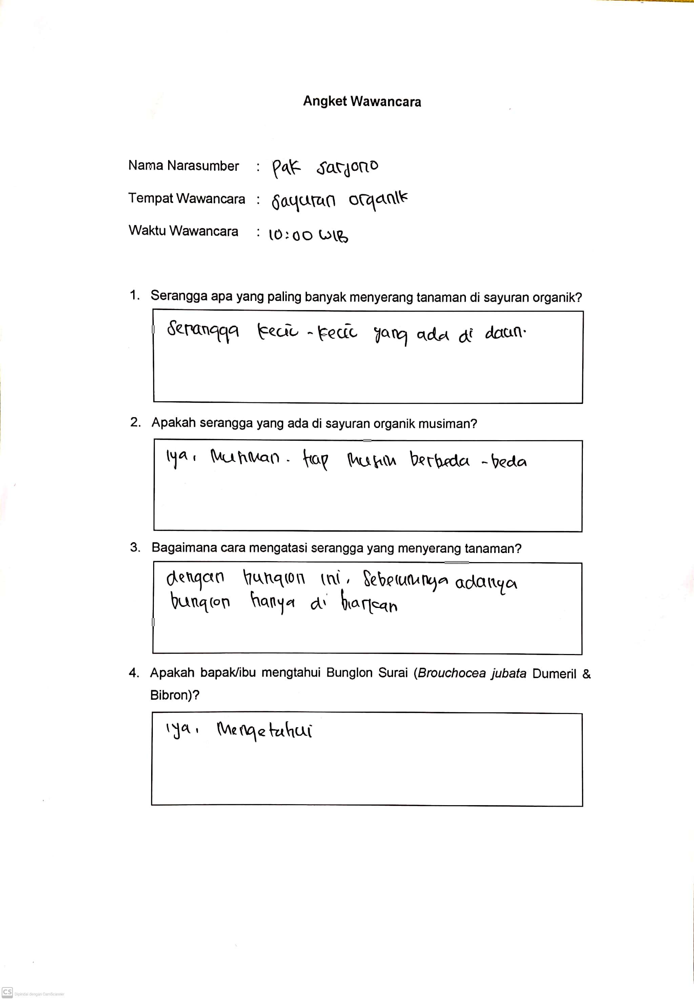 Angket Wawancara
Nama Narasumber : Pak Sarjono
Tempat Wawancara : Sayuran organik
Waktu Wawancara : 10:00 WIB
1. Serangga apa yang paling banyak menyerang tanaman di sayuran organik?
Serangga kecil - kecil yang ada di daun.
2. Apakah serangga yang ada di sayuran organik musiman?
Iya, Musiman. tiap Musim berbeda - beda
3. Bagaimana cara mengatasi serangga yang menyerang tanaman?
dengan bunglon ini, Sebelumnya adanya
bunglon hanya di biarkan
4. Apakah bapak/ibu mengtahui Bunglon Surai (Brouchocea jubata Dumeril &
Bibron)?
Iya, Mengetahui
CS Dipindai dengan CamScanner